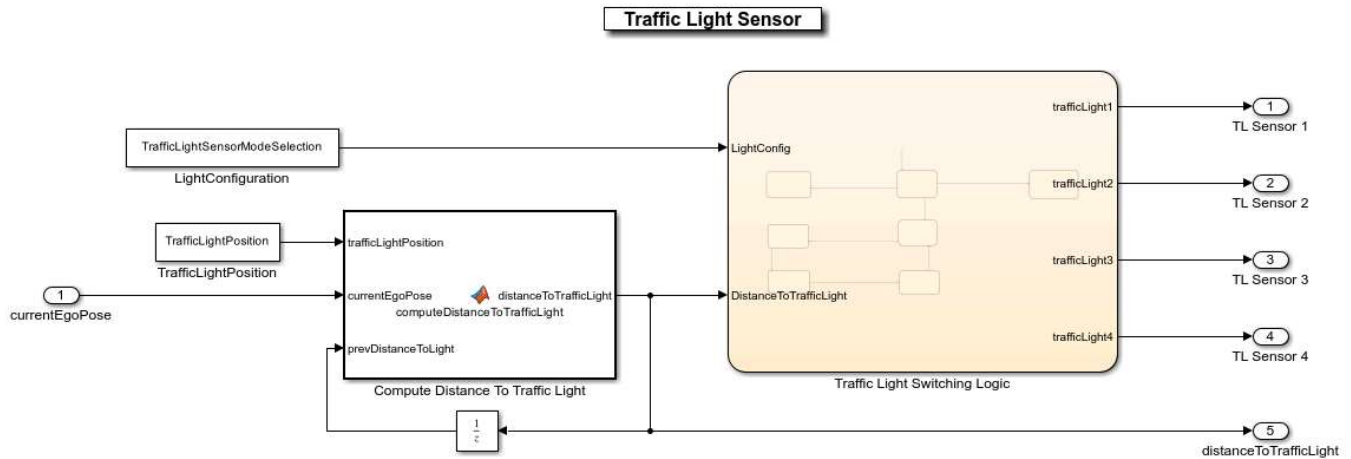 Traffic Light Sensor
trafficLight1
1
TL Sensor 1
TrafficLightSensorModeSelection
LightConfiguration
LightConfig
trafficLight2
2
TL Sensor 2
TrafficLightPosition
TrafficLightPosition
trafficLightPosition
trafficLight3
3
TL Sensor 3
1
currentEgoPose
currentEgoPose
distanceToTrafficLight
computeDistanceToTrafficLight
DistanceToTrafficLight
prevDistanceToLight
trafficLight4
4
TL Sensor 4
Compute Distance To Traffic Light
Traffic Light Switching Logic
1
z
5
distanceToTrafficLight